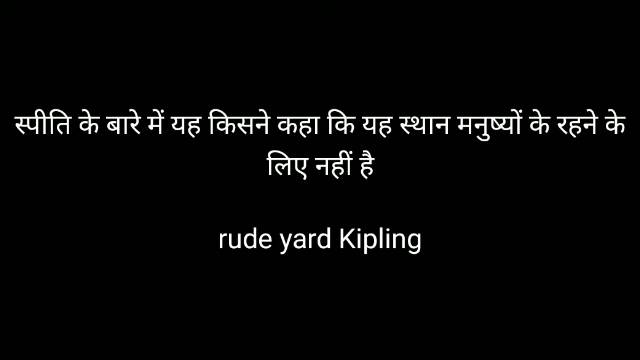 स्पीति के बारे में यह किसने कहा कि यह स्थान मनुष्यों के रहने के
लिए नहीं है
rude yard Kipling